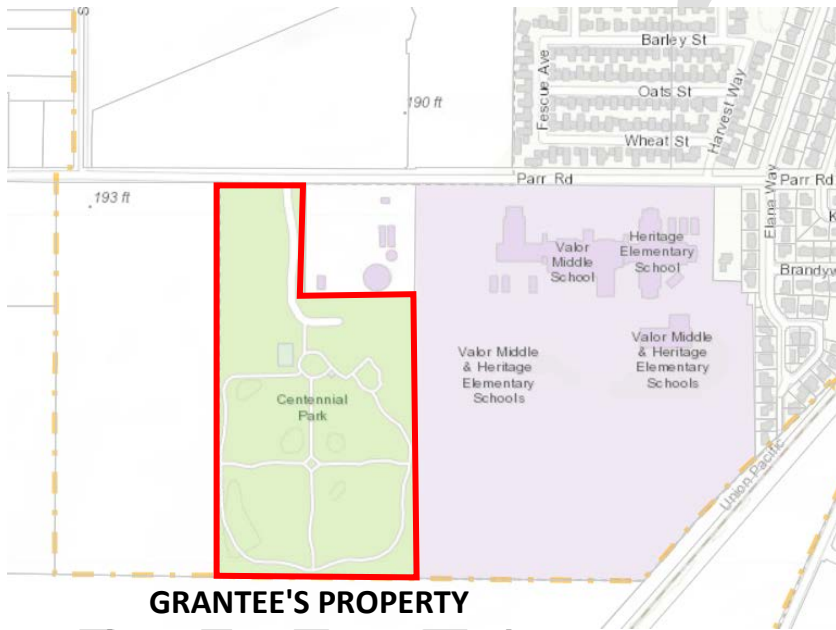 Barley St
Fescue Ave
Oats St
Harvest Way
190 ft
Wheat St
Parr Rd
Parr Rd
193 ft
Elana Way
Valor
Middle
School
Heritage
Elementary
School
Valor Middle
& Heritage
Elementary
Schools
Valor Middle
& Heritage
Elementary
Schools
Centennial
Park
Union Pacific
GRANTEE'S PROPERTY